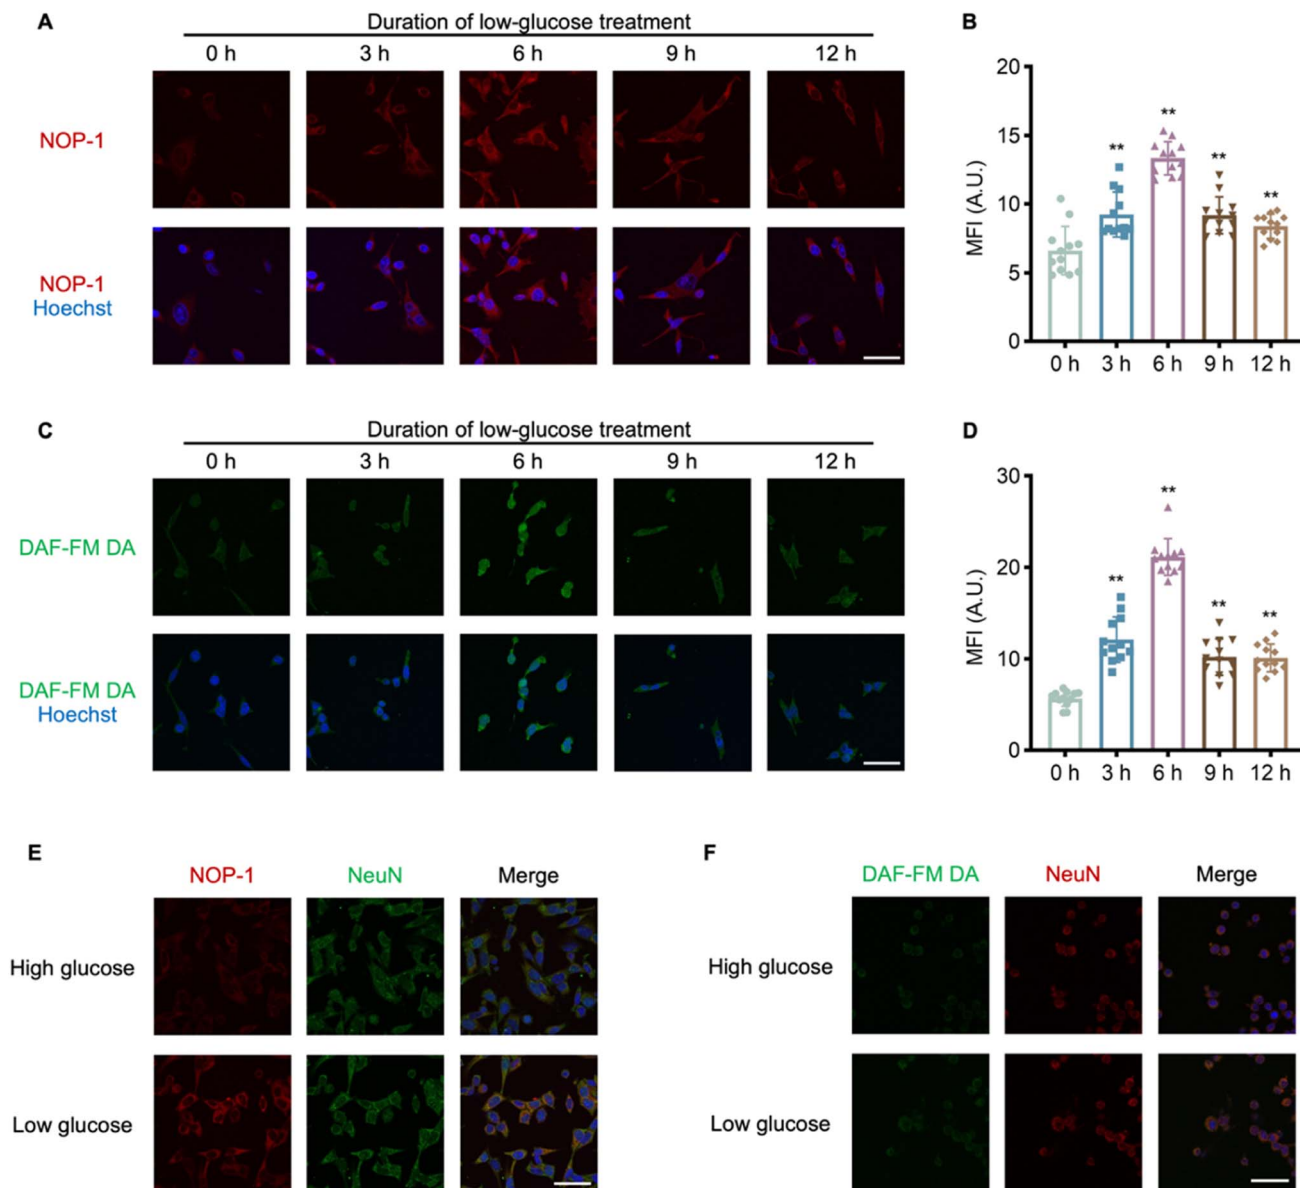 A
Duration of low-glucose treatment
0 h 3 h 6 h 9 h 12 h
NOP-1
NOP-1
Hoechst
B
20
15
10
5
0
MFI (A.U.)
**
**
**
**
0 h 3 h 6 h 9 h 12 h
C
Duration of low-glucose treatment
0 h 3 h 6 h 9 h 12 h
DAF-FM DA
DAF-FM DA
Hoechst
D
30
20
10
0
MFI (A.U.)
**
**
**
**
0 h 3 h 6 h 9 h 12 h
E
NOP-1 NeuN Merge
High glucose
Low glucose
F
DAF-FM DA NeuN Merge
High glucose
Low glucose